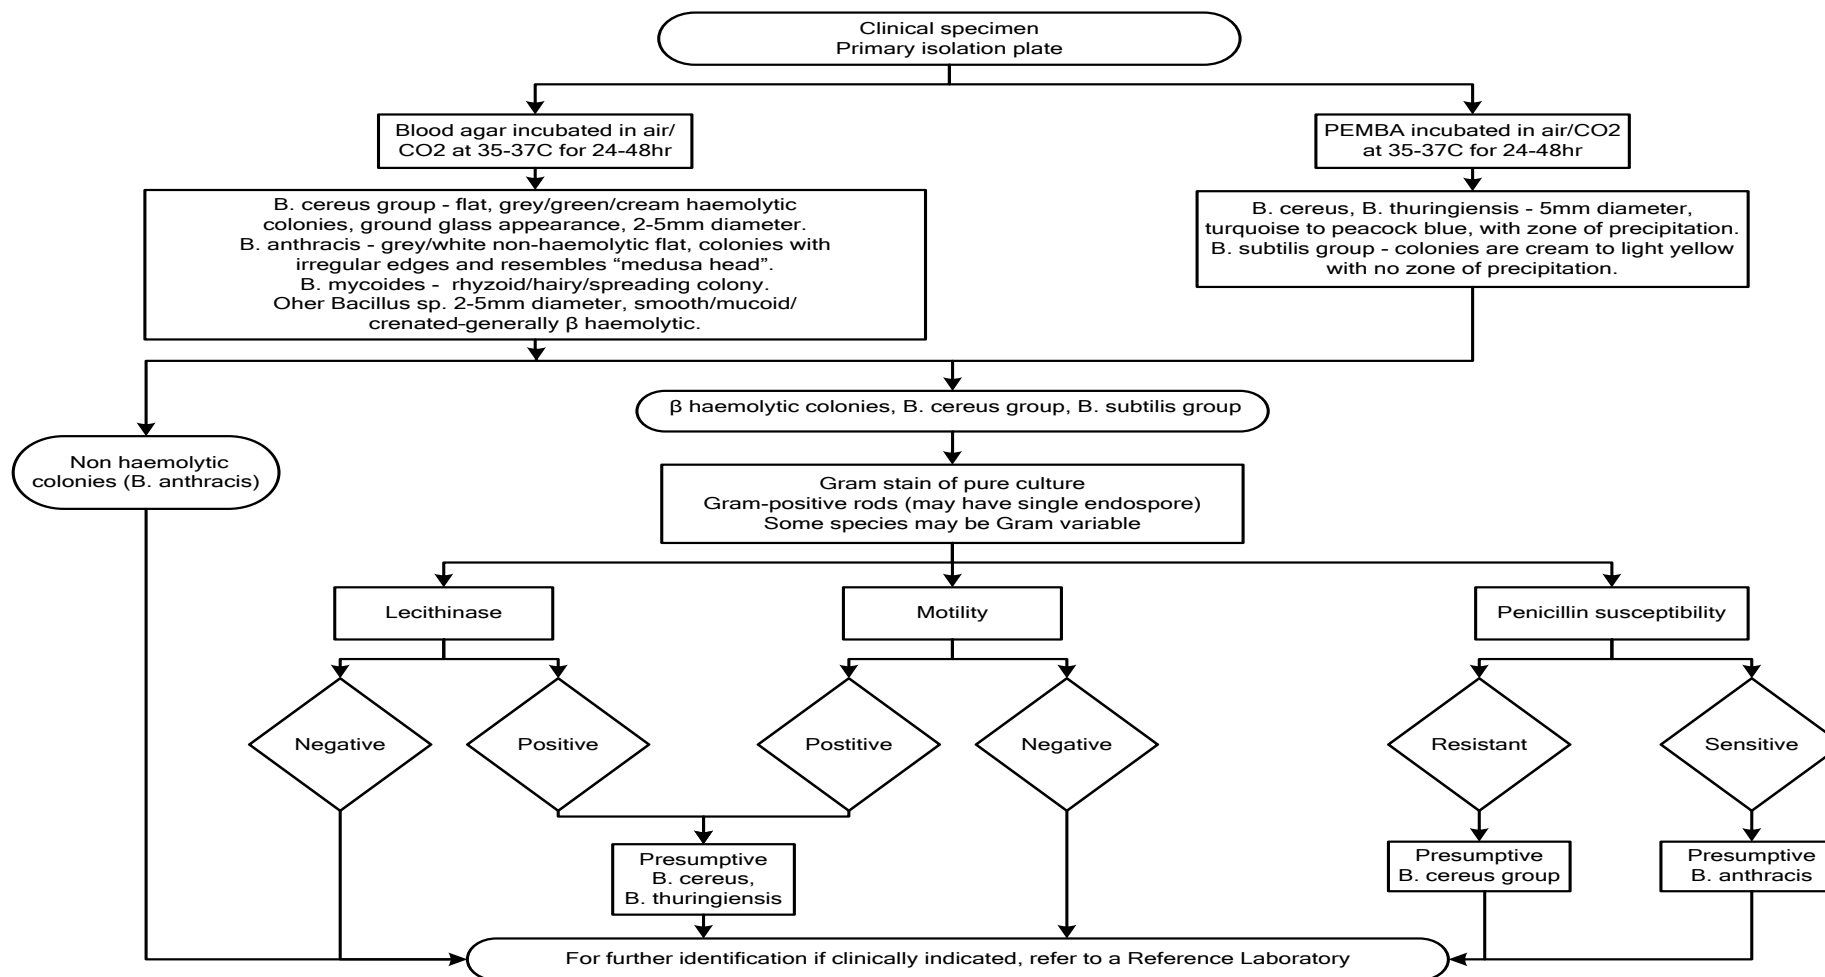 Clinical specimen
Primary isolation plate
Blood agar incubated in air/
CO2 at 35-37C for 24-48hr
PEMBA incubated in air/CO2
at 35-37C for 24-48hr
B. cereus group - flat, grey/green/cream haemolytic
colonies, ground glass appearance, 2-5mm diameter.
B. anthracis - grey/white non-haemolytic flat, colonies with
irregular edges and resembles “medusa head”.
B. mycoides - rhyzoid/hairy/spreading colony.
Oher Bacillus sp. 2-5mm diameter, smooth/mucoid/
crenated-generally β haemolytic.
B. cereus, B. thuringiensis - 5mm diameter,
turquoise to peacock blue, with zone of precipitation.
B. subtilis group - colonies are cream to light yellow
with no zone of precipitation.
β haemolytic colonies, B. cereus group, B. subtilis group
Non haemolytic
colonies (B. anthracis)
Gram stain of pure culture
Gram-positive rods (may have single endospore)
Some species may be Gram variable
Lecithinase
Motility
Penicillin susceptibility
Negative
Positive
Postitive
Negative
Resistant
Sensitive
Presumptive
B. cereus,
B. thuringiensis
Presumptive
B. cereus group
Presumptive
B. anthracis
For further identification if clinically indicated, refer to a Reference Laboratory